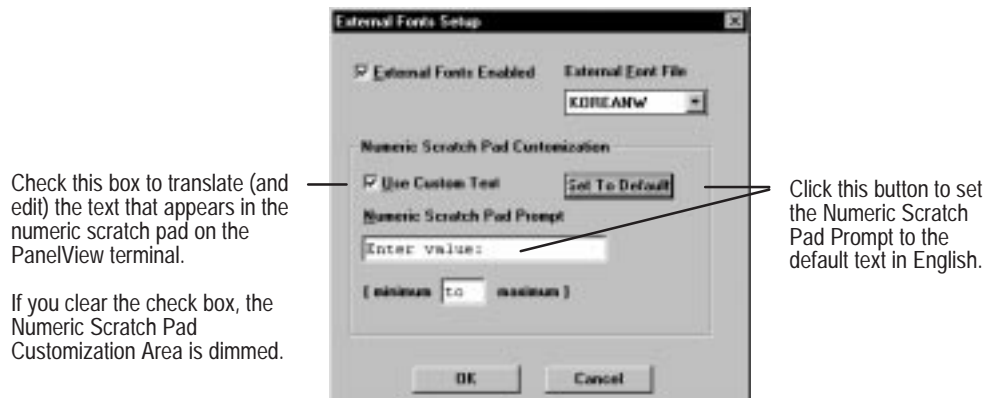 External Fonts Setup
External Fonts Enabled
External Font File
KOREANW
Numeric Scratch Pad Customization
Use Custom Text
Set To Default
Numeric Scratch Pad Prompt
Enter value:
( minimum to maximum )
OK
Cancel
Check this box to translate (and
edit) the text that appears in the
numeric scratch pad on the
PanelView terminal.
If you clear the check box, the
Numeric Scratch Pad
Customization Area is dimmed.
Click this button to set
the Numeric Scratch
Pad Prompt to the
default text in English.